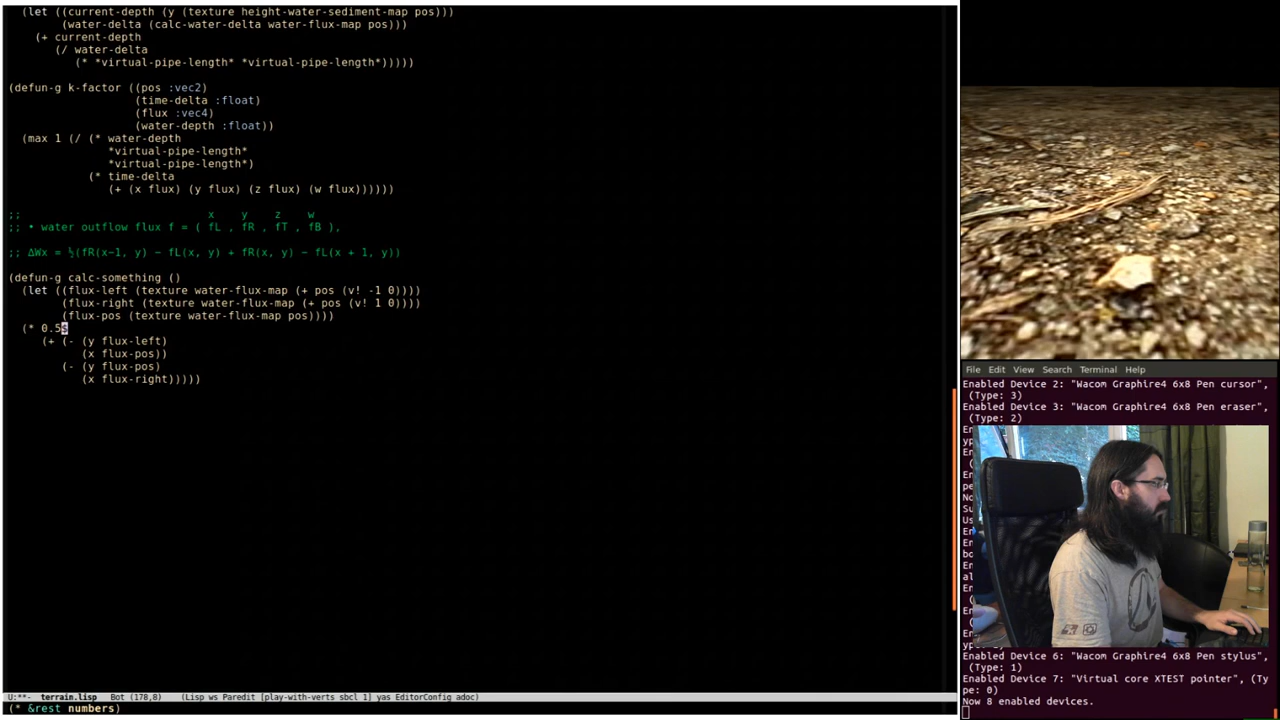 (let ((current-depth (y (texture height-water-sediment-map pos)))
(water-delta (calc-water-delta water-flux-map pos)))
(+ current-depth
(/ water-delta
(* *virtual-pipe-length* *virtual-pipe-length*)))))
(defun-g k-factor ((pos :vec2)
(time-delta :float)
(flux :vec4)
(water-depth :float))
(max 1 (/ (* water-depth
*virtual-pipe-length*
*virtual-pipe-length*)
(* time-delta
(+ (x flux) (y flux) (z flux) (w flux))))))
;; x y z w
;; • water outflow flux f = ( fL , fR , fT , fB ),
;; ΔWx = ½(fR(x−1, y) − fL(x, y) + fR(x, y) − fL(x + 1, y))
(defun-g calc-something ()
(let ((flux-left (texture water-flux-map (+ pos (v! -1 0))))
(flux-right (texture water-flux-map (+ pos (v! 1 0))))
(flux-pos (texture water-flux-map pos))))
(* 0.5$
(+ (- (y flux-left)
(x flux-pos))
(- (y flux-pos)
(x flux-right)))))
U:**- terrain.lisp Bot (178,8) (Lisp ws Paredit [play-with-verts sbcl 1] yas EditorConfig adoc)
(* &rest numbers)
File Edit View Search Terminal Help
Enabled Device 2: "Wacom Graphire4 6x8 Pen cursor",
(Type: 3)
Enabled Device 3: "Wacom Graphire4 6x8 Pen eraser",
(Type: 2)
Enabled Device 6: "Wacom Graphire4 6x8 Pen stylus",
(Type: 1)
Enabled Device 7: "Virtual core XTEST pointer", (Ty
pe: 0)
Now 8 enabled devices.